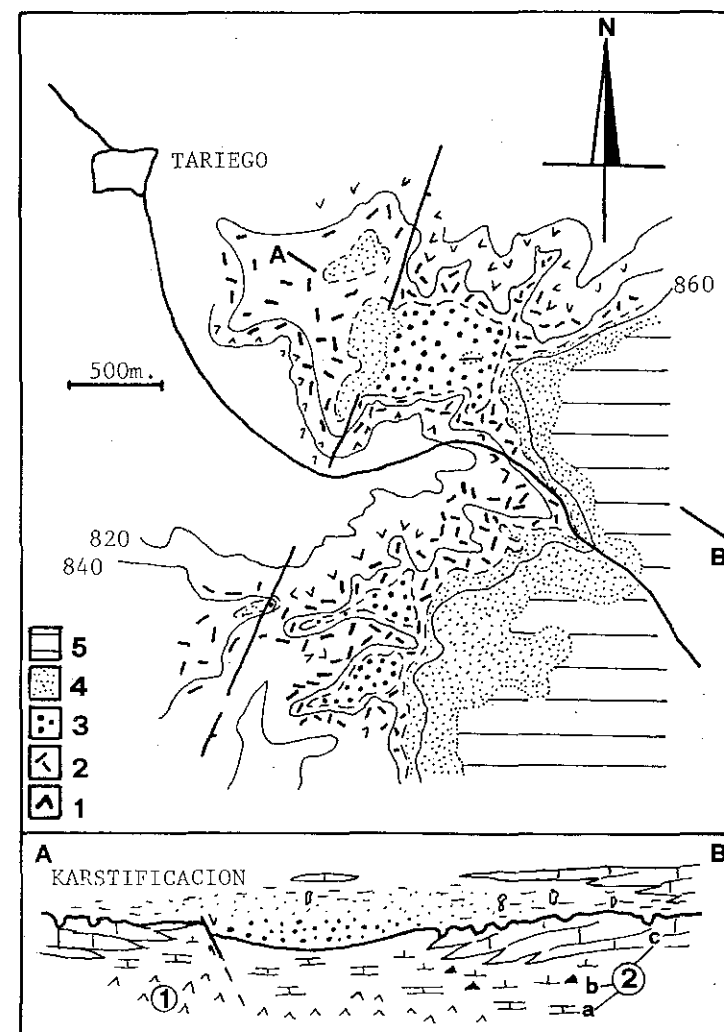 N
TARIEGO
A
860
500m.
B
820
840
5
4
3
2
1
A B
KARSTIFICACION
c
1 2
b
a